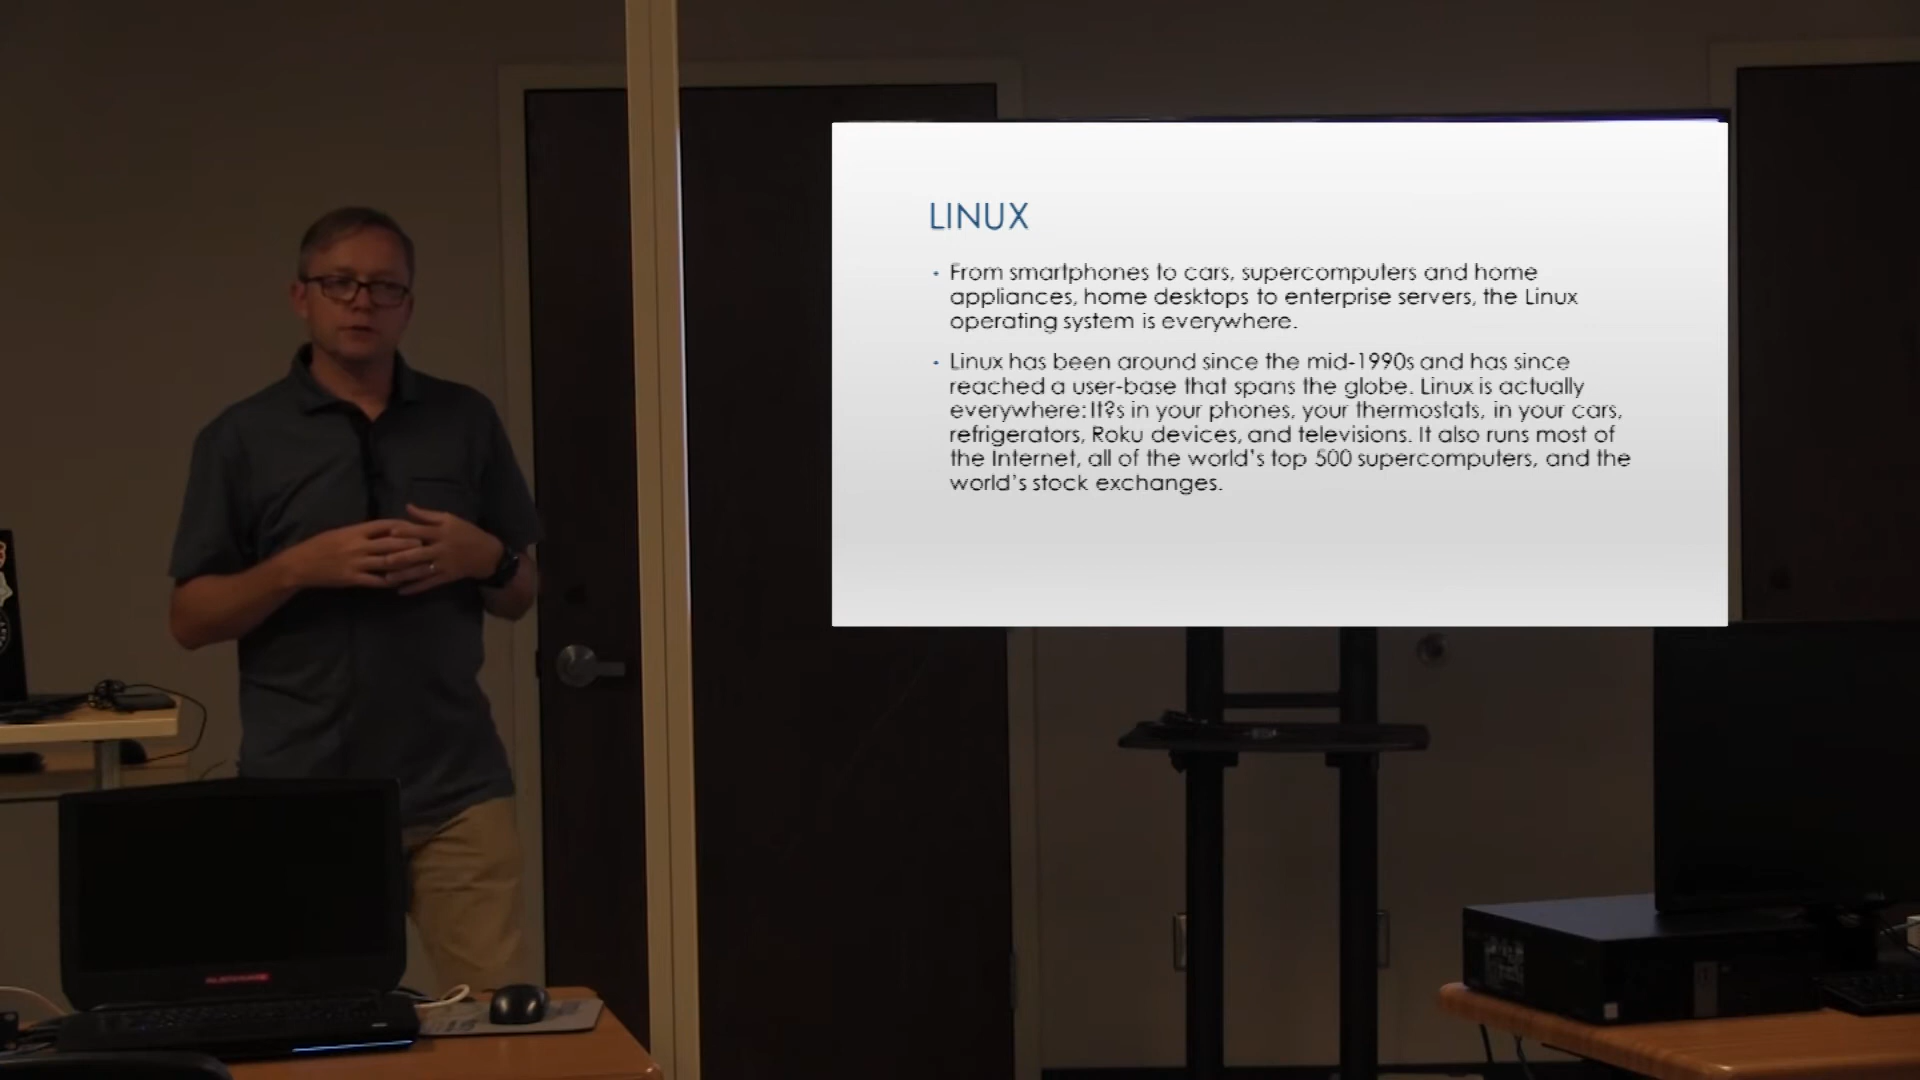 LINUX
• From smartphones to cars, supercomputers and home
appliances, home desktops to enterprise servers, the Linux
operating system is everywhere.
• Linux has been around since the mid-1990s and has since
reached a user-base that spans the globe. Linux is actually
everywhere: It?s in your phones, your thermostats, in your cars,
refrigerators, Roku devices, and televisions. It also runs most of
the Internet, all of the world's top 500 supercomputers, and the
world's stock exchanges.
ALIENWARE